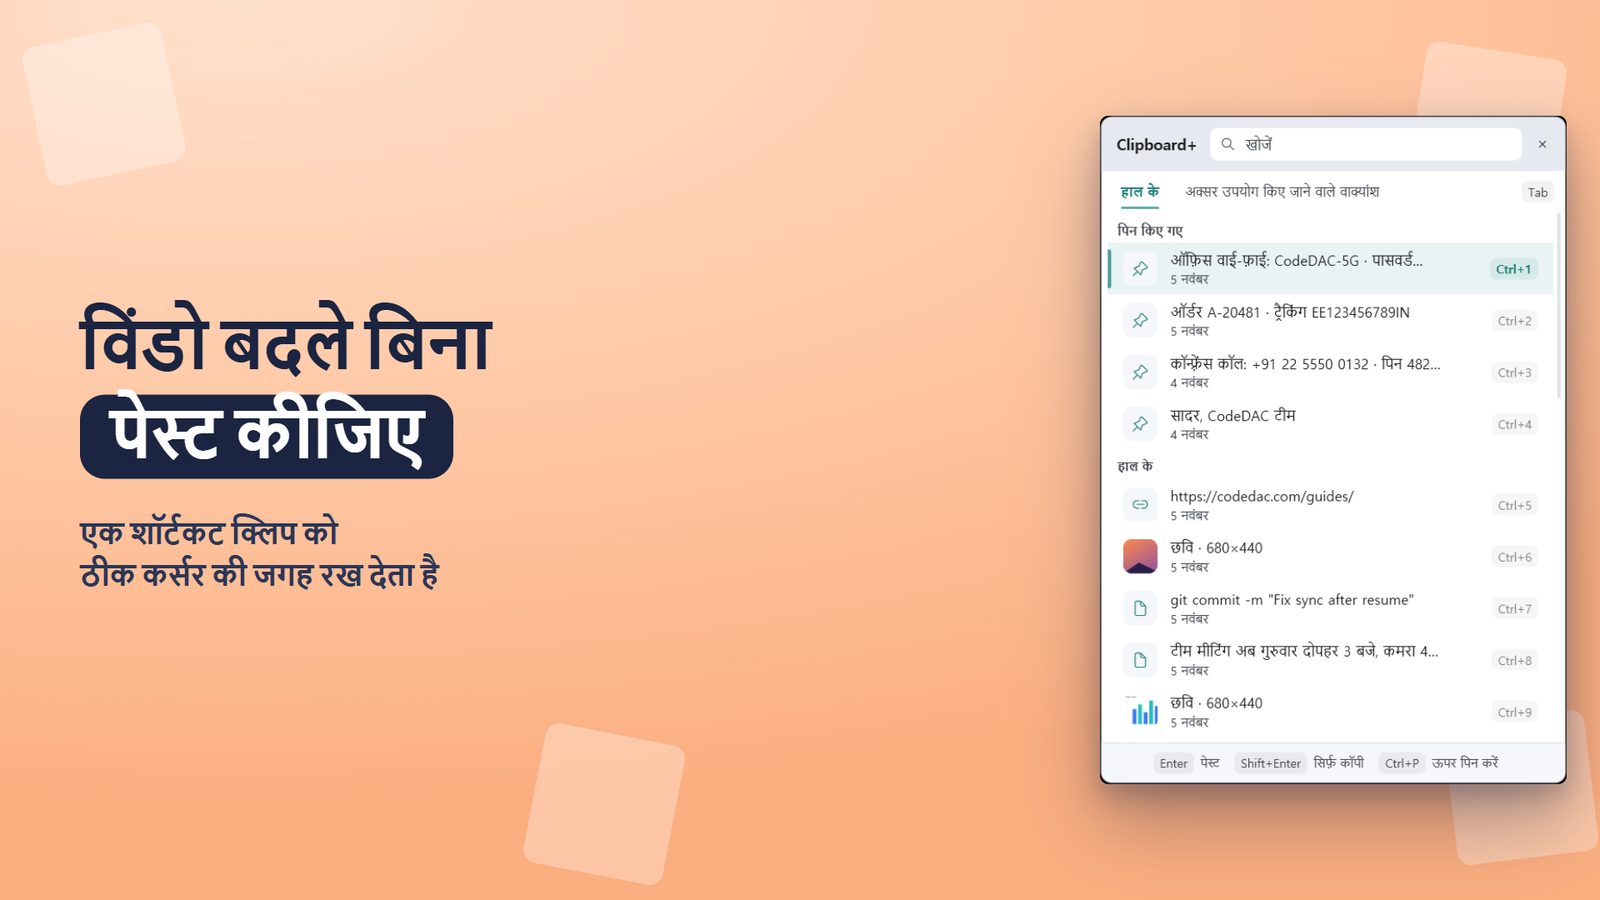 विंडो बदले बिना
पेस्ट कीजिए
एक शॉर्टकट क्लिप को
ठीक कर्सर की जगह रख देता है
Clipboard+
खोजें
×
हाल के
अक्सर उपयोग किए जाने वाले वाक्यांश
Tab
पिन किए गए
ऑफ़िस वाई-फ़ाई: CodeDAC-5G · पासवर्ड...
5 नवंबर
Ctrl+1
ऑर्डर A-20481 · ट्रैकिंग EE123456789IN
5 नवंबर
Ctrl+2
कॉन्फ़्रेंस कॉल: +91 22 5550 0132 · पिन 482...
4 नवंबर
Ctrl+3
सादर, CodeDAC टीम
4 नवंबर
Ctrl+4
हाल के
https://codedac.com/guides/
5 नवंबर
Ctrl+5
छवि · 680×440
5 नवंबर
Ctrl+6
git commit -m "Fix sync after resume"
5 नवंबर
Ctrl+7
टीम मीटिंग अब गुरुवार दोपहर 3 बजे, कमरा 4...
5 नवंबर
Ctrl+8
छवि · 680×440
5 नवंबर
Ctrl+9
Enter पेस्ट Shift+Enter सिर्फ़ कॉपी Ctrl+P ऊपर पिन करें